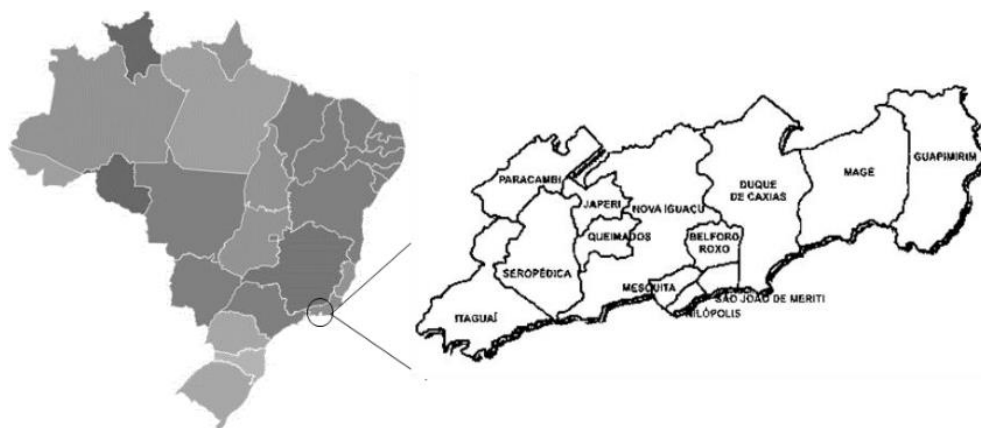 PARACAMBI
JAPERI
NOVA IGUAÇU
QUEIMADOS
SEROPÉDICA
ITAGUAÍ
DUQUE
DE CAXIAS
MAGÉ
GUAPIMIRIM
BELFORO
ROXO
MESQUITA
SÃO JOÃO DE MERITI
NILÓPOLIS